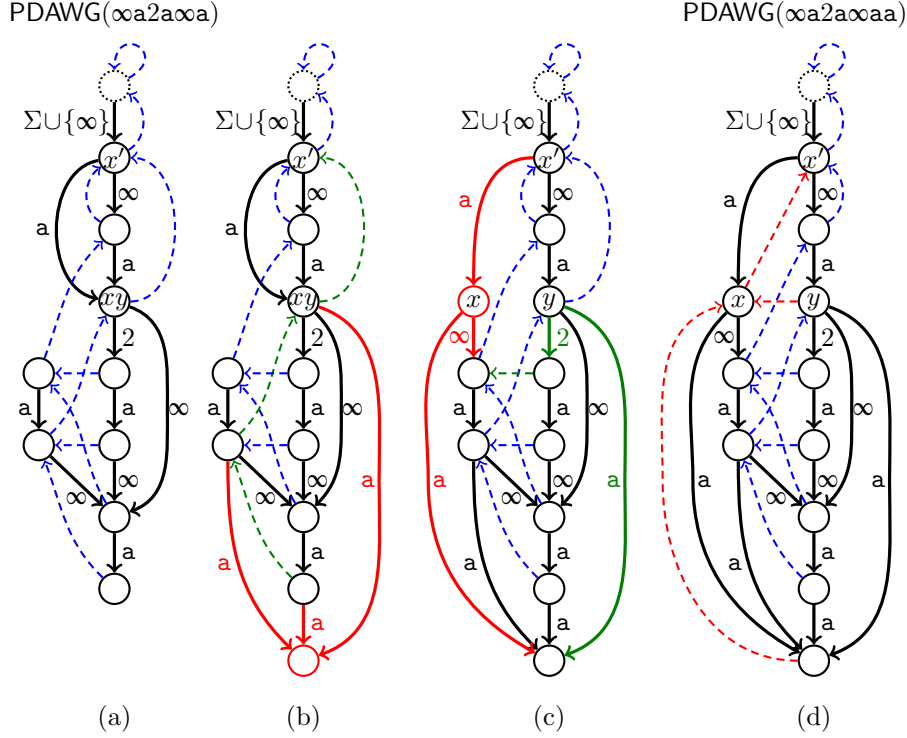 PDAWG(∞a2a∞a)
PDAWG(∞a2a∞aa)
Σ∪{∞}
x′
∞
a
a
xy
2
a
a
∞
∞
∞
a
(a)
Σ∪{∞}
x′
∞
a
a
xy
2
a
a
∞
∞
∞
a
a
a
a
(b)
Σ∪{∞}
x′
∞
a
a
x
y
∞
2
a
a
∞
a
∞
∞
a
a
a
a
(c)
Σ∪{∞}
x′
∞
a
a
x
y
∞
2
a
a
∞
∞
∞
a
a
a
a
a
(d)